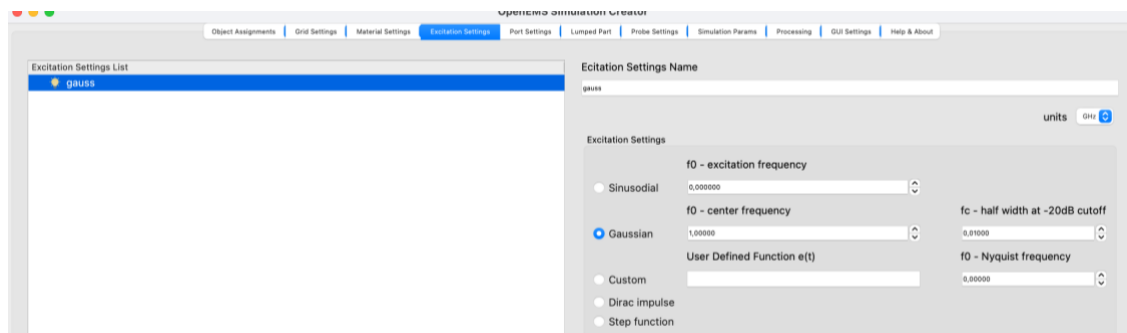 OpenEMS Simulation Creator
Object Assignments Grid Settings Material Settings Excitation Settings Port Settings Lumped Part Probe Settings Simulation Params Processing GUI Settings Help & About
Excitation Settings List
gauss
Ecitation Settings Name
gauss
units GHz
Excitation Settings
f0 - excitation frequency
Sinusodial 0,000000
f0 - center frequency fc - half width at -20dB cutoff
Gaussian 1,00000 0,01000
User Defined Function e(t) f0 - Nyquist frequency
Custom 0,00000
Dirac impulse
Step function